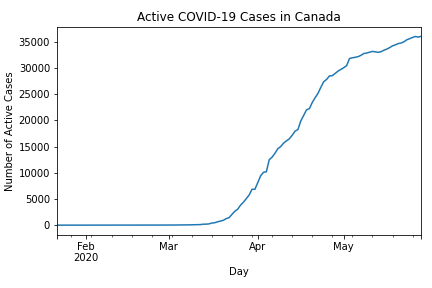 Active COVID-19 Cases in Canada
Number of Active Cases
35000
30000
25000
20000
15000
10000
5000
0
Feb
2020
Mar
Apr
May
Day